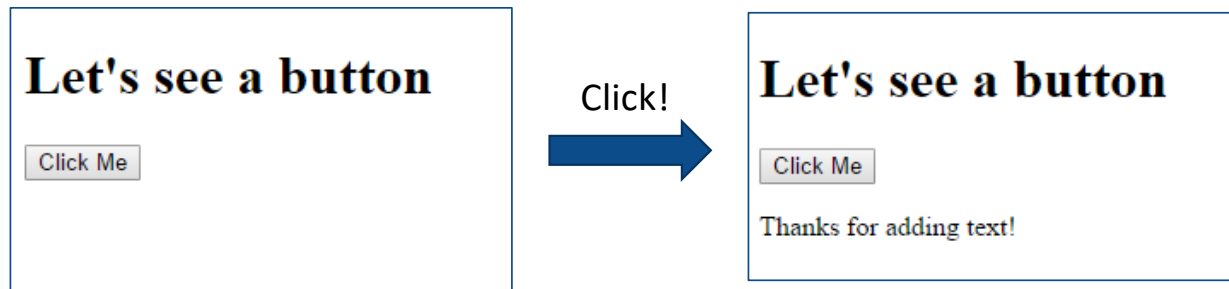 Let's see a button
Click Me
Click!
Let's see a button
Click Me
Thanks for adding text!